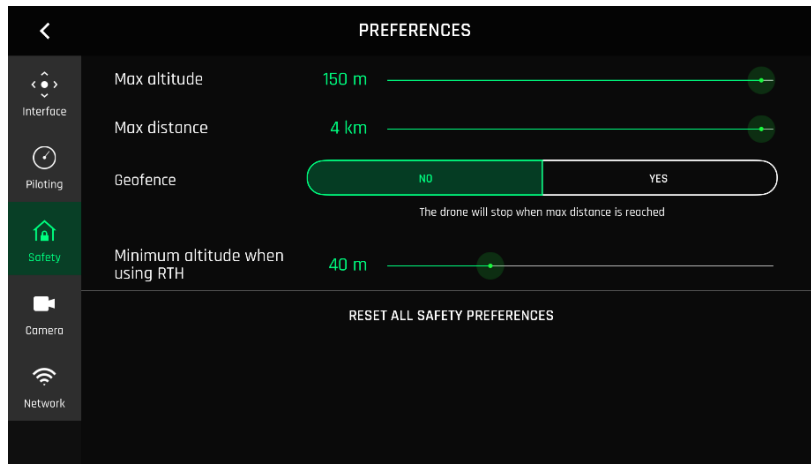 PREFERENCES
Interface
Piloting
Safety
Camera
Network
Max altitude 150 m
Max distance 4 km
Geofence NO YES
The drone will stop when max distance is reached
Minimum altitude when
using RTH 40 m
RESET ALL SAFETY PREFERENCES